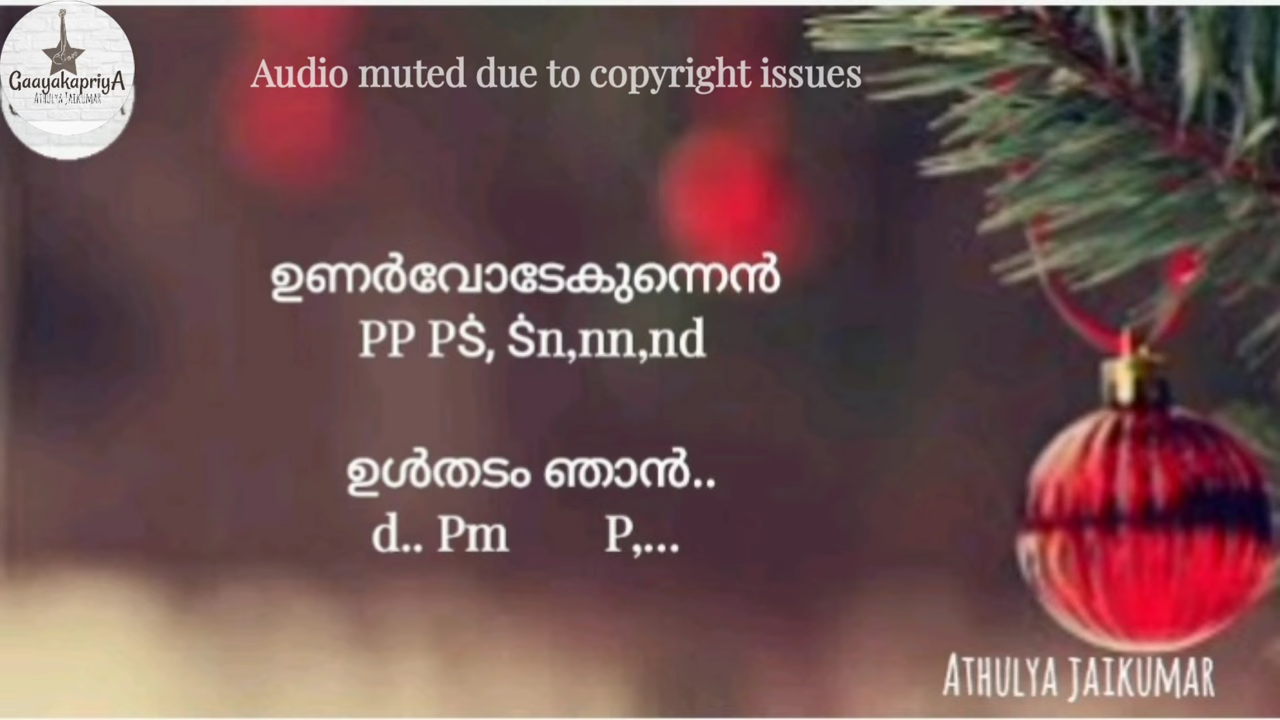 GaayakapriyA
ATHULYA JAIKUMAR
Audio muted due to copyright issues
ഉണർവോടേകുന്നെൻ
PP PṠ, Ṡn,nn,nd
ഉൾതടം ഞാൻ..
d.. Pm P,...
ATHULYA JAIKUMAR